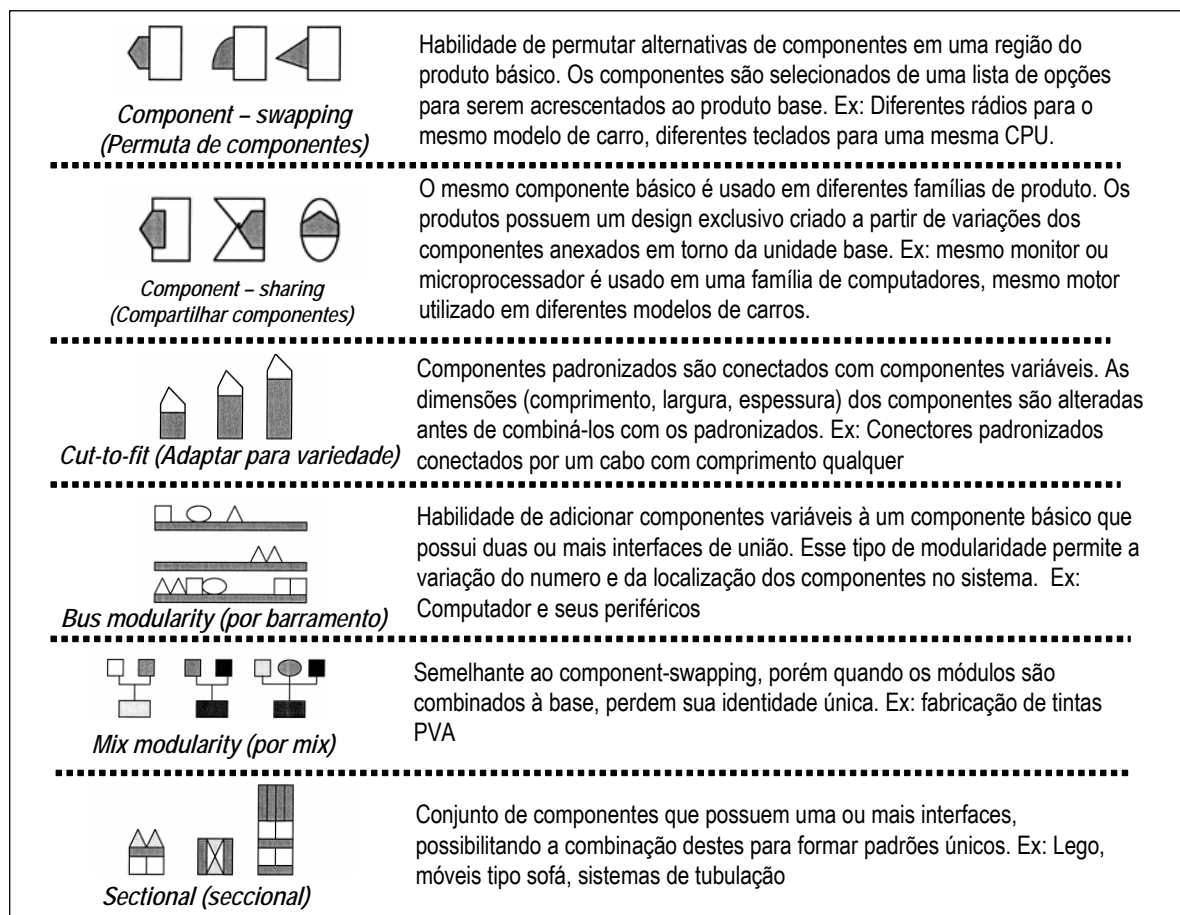 Component – swapping
(Permuta de componentes)
Habilidade de permutar alternativas de componentes em uma região do
produto básico. Os componentes são selecionados de uma lista de opções
para serem acrescentados ao produto base. Ex: Diferentes rádios para o
mesmo modelo de carro, diferentes teclados para uma mesma CPU.
Component – sharing
(Compartilhar componentes)
O mesmo componente básico é usado em diferentes famílias de produto. Os
produtos possuem um design exclusivo criado a partir de variações dos
componentes anexados em torno da unidade base. Ex: mesmo monitor ou
microprocessador é usado em uma família de computadores, mesmo motor
utilizado em diferentes modelos de carros.
Cut-to-fit (Adaptar para variedade)
Componentes padronizados são conectados com componentes variáveis. As
dimensões (comprimento, largura, espessura) dos componentes são alteradas
antes de combiná-los com os padronizados. Ex: Conectores padronizados
conectados por um cabo com comprimento qualquer
Bus modularity (por barramento)
Habilidade de adicionar componentes variáveis à um componente básico que
possui duas ou mais interfaces de união. Esse tipo de modularidade permite a
variação do numero e da localização dos componentes no sistema. Ex:
Computador e seus periféricos
Mix modularity (por mix)
Semelhante ao component-swapping, porém quando os módulos são
combinados à base, perdem sua identidade única. Ex: fabricação de tintas
PVA
Sectional (seccional)
Conjunto de componentes que possuem uma ou mais interfaces,
possibilitando a combinação destes para formar padrões únicos. Ex: Lego,
móveis tipo sofá, sistemas de tubulação